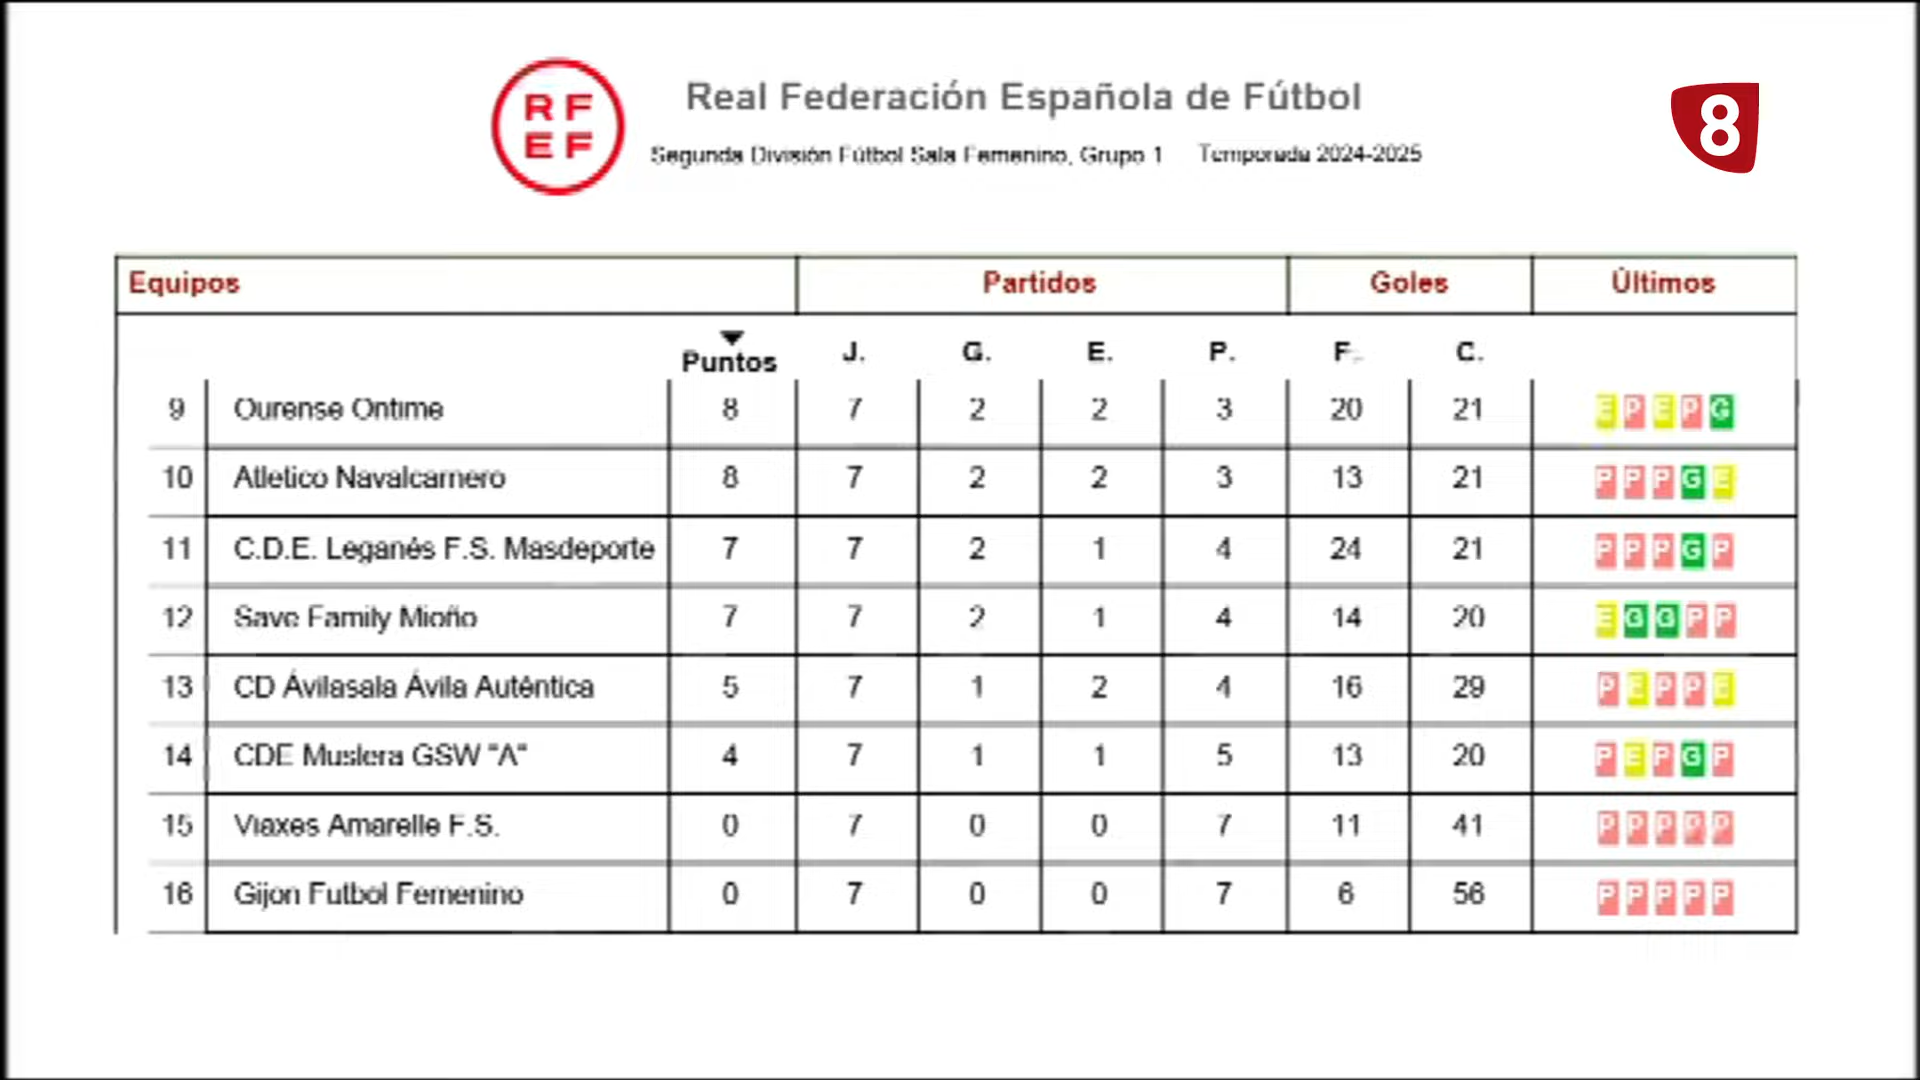 RF
EF
Real Federación Española de Fútbol
Segunda División Fútbol Sala Femenino, Grupo 1 Temporada 2024-2025
8
Equipos Partidos Goles Últimos
Puntos J. G. E. P. F. C.
9 Ourense Ontime 8 7 2 2 3 20 21 E P E P G
10 Atletico Navalcarnero 8 7 2 2 3 13 21 P P P G E
11 C.D.E. Leganés F.S. Masdeporte 7 7 2 1 4 24 21 P P P G P
12 Save Family Mioño 7 7 2 1 4 14 20 E G G P P
13 CD Ávilasala Ávila Auténtica 5 7 1 2 4 16 29 P E P P E
14 CDE Muslera GSW "A" 4 7 1 1 5 13 20 P E P G P
15 Viaxes Amarelle F.S. 0 7 0 0 7 11 41 P P P P P
16 Gijon Futbol Femenino 0 7 0 0 7 6 56 P P P P P